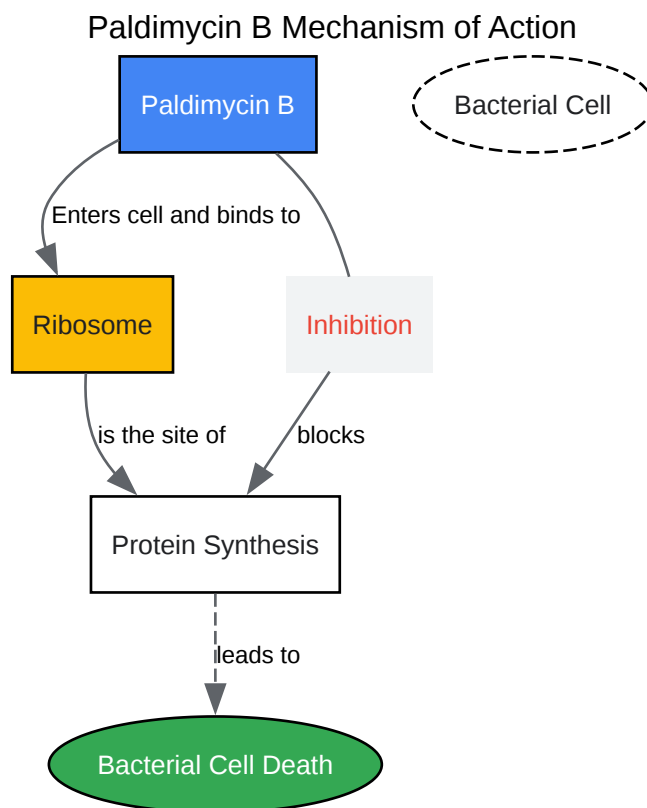 Paldimycin B Mechanism of Action
Paldimycin B
Bacterial Cell
Enters cell and binds to
Ribosome
Inhibition
is the site of
blocks
Protein Synthesis
leads to
Bacterial Cell Death